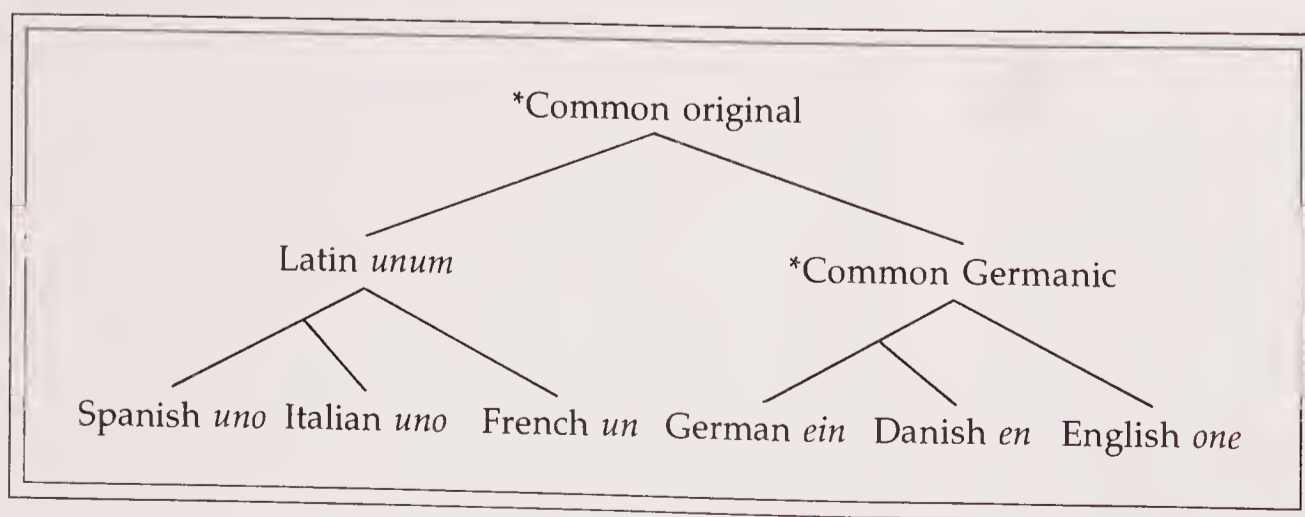 *Common original
Latin unum *Common Germanic
Spanish uno Italian uno French un German ein Danish en English one